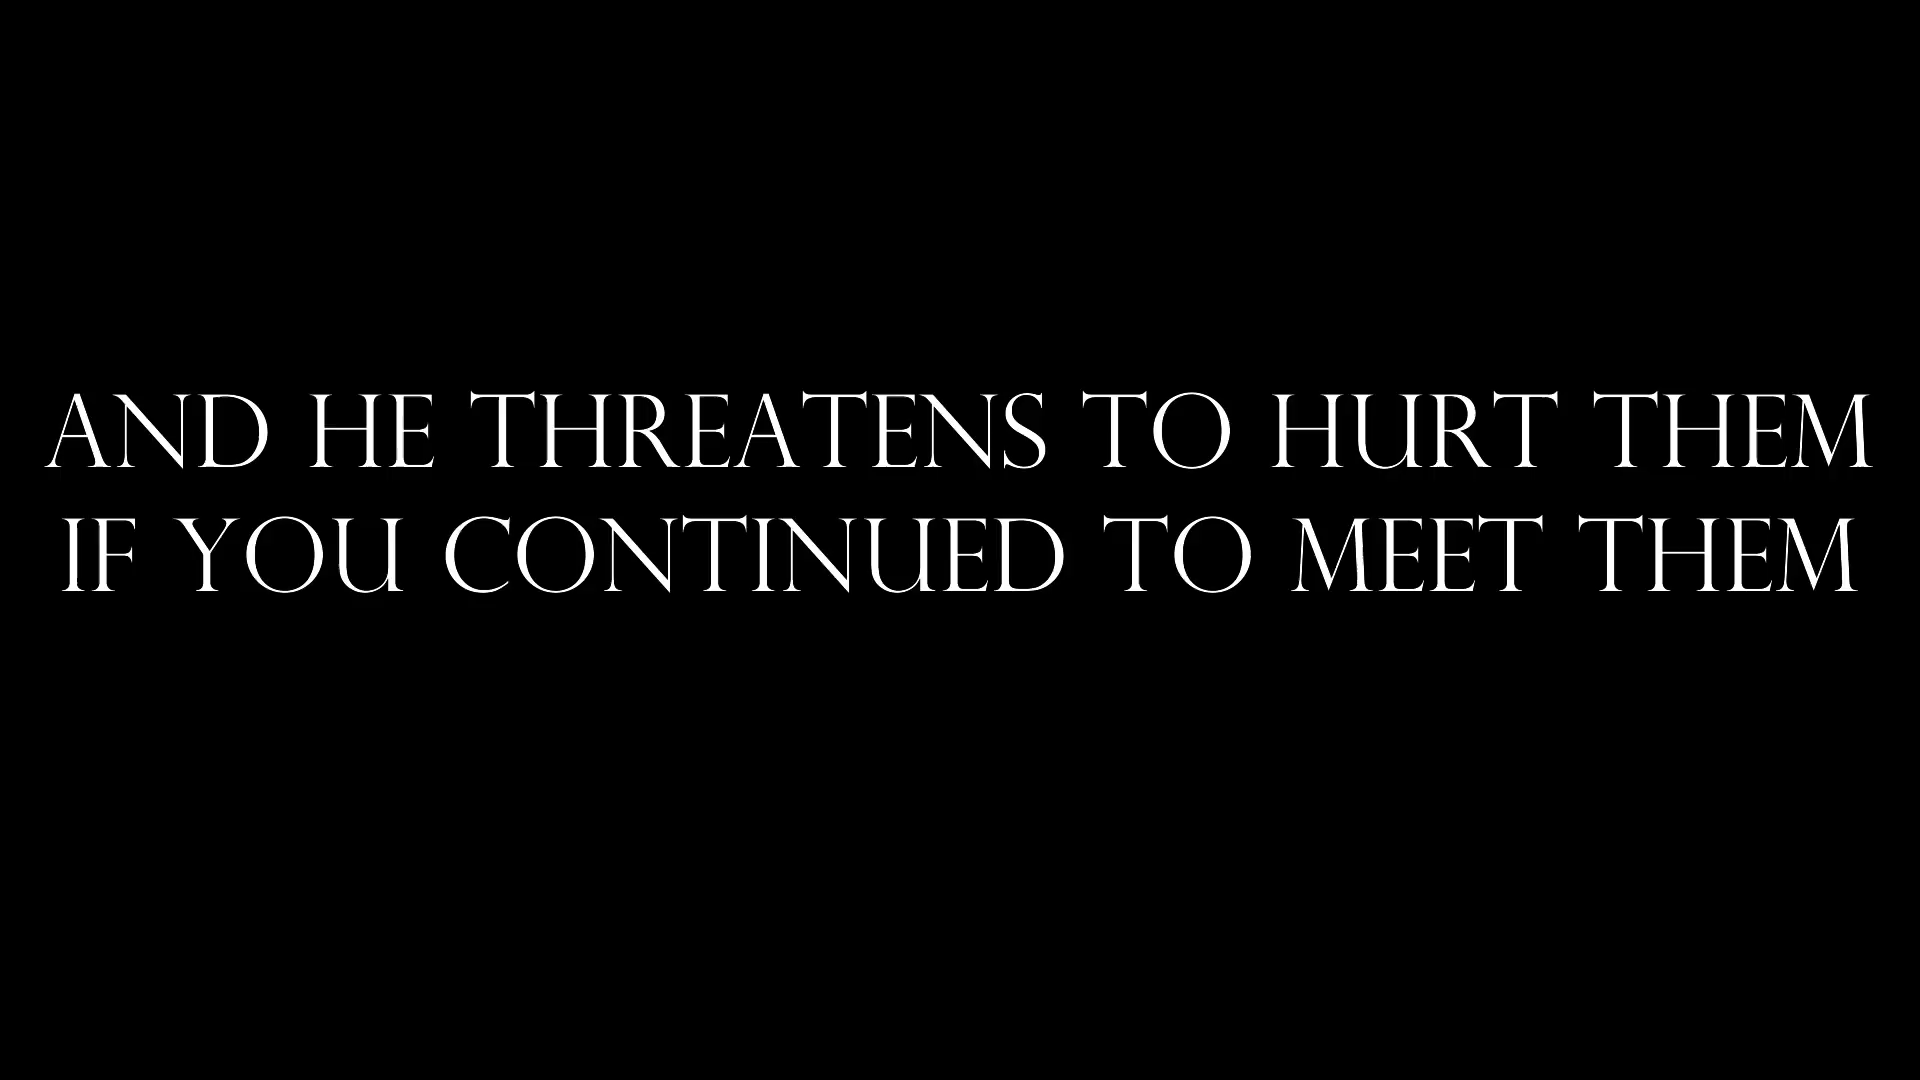 AND HE THREATENS TO HURT THEM
IF YOU CONTINUED TO MEET THEM